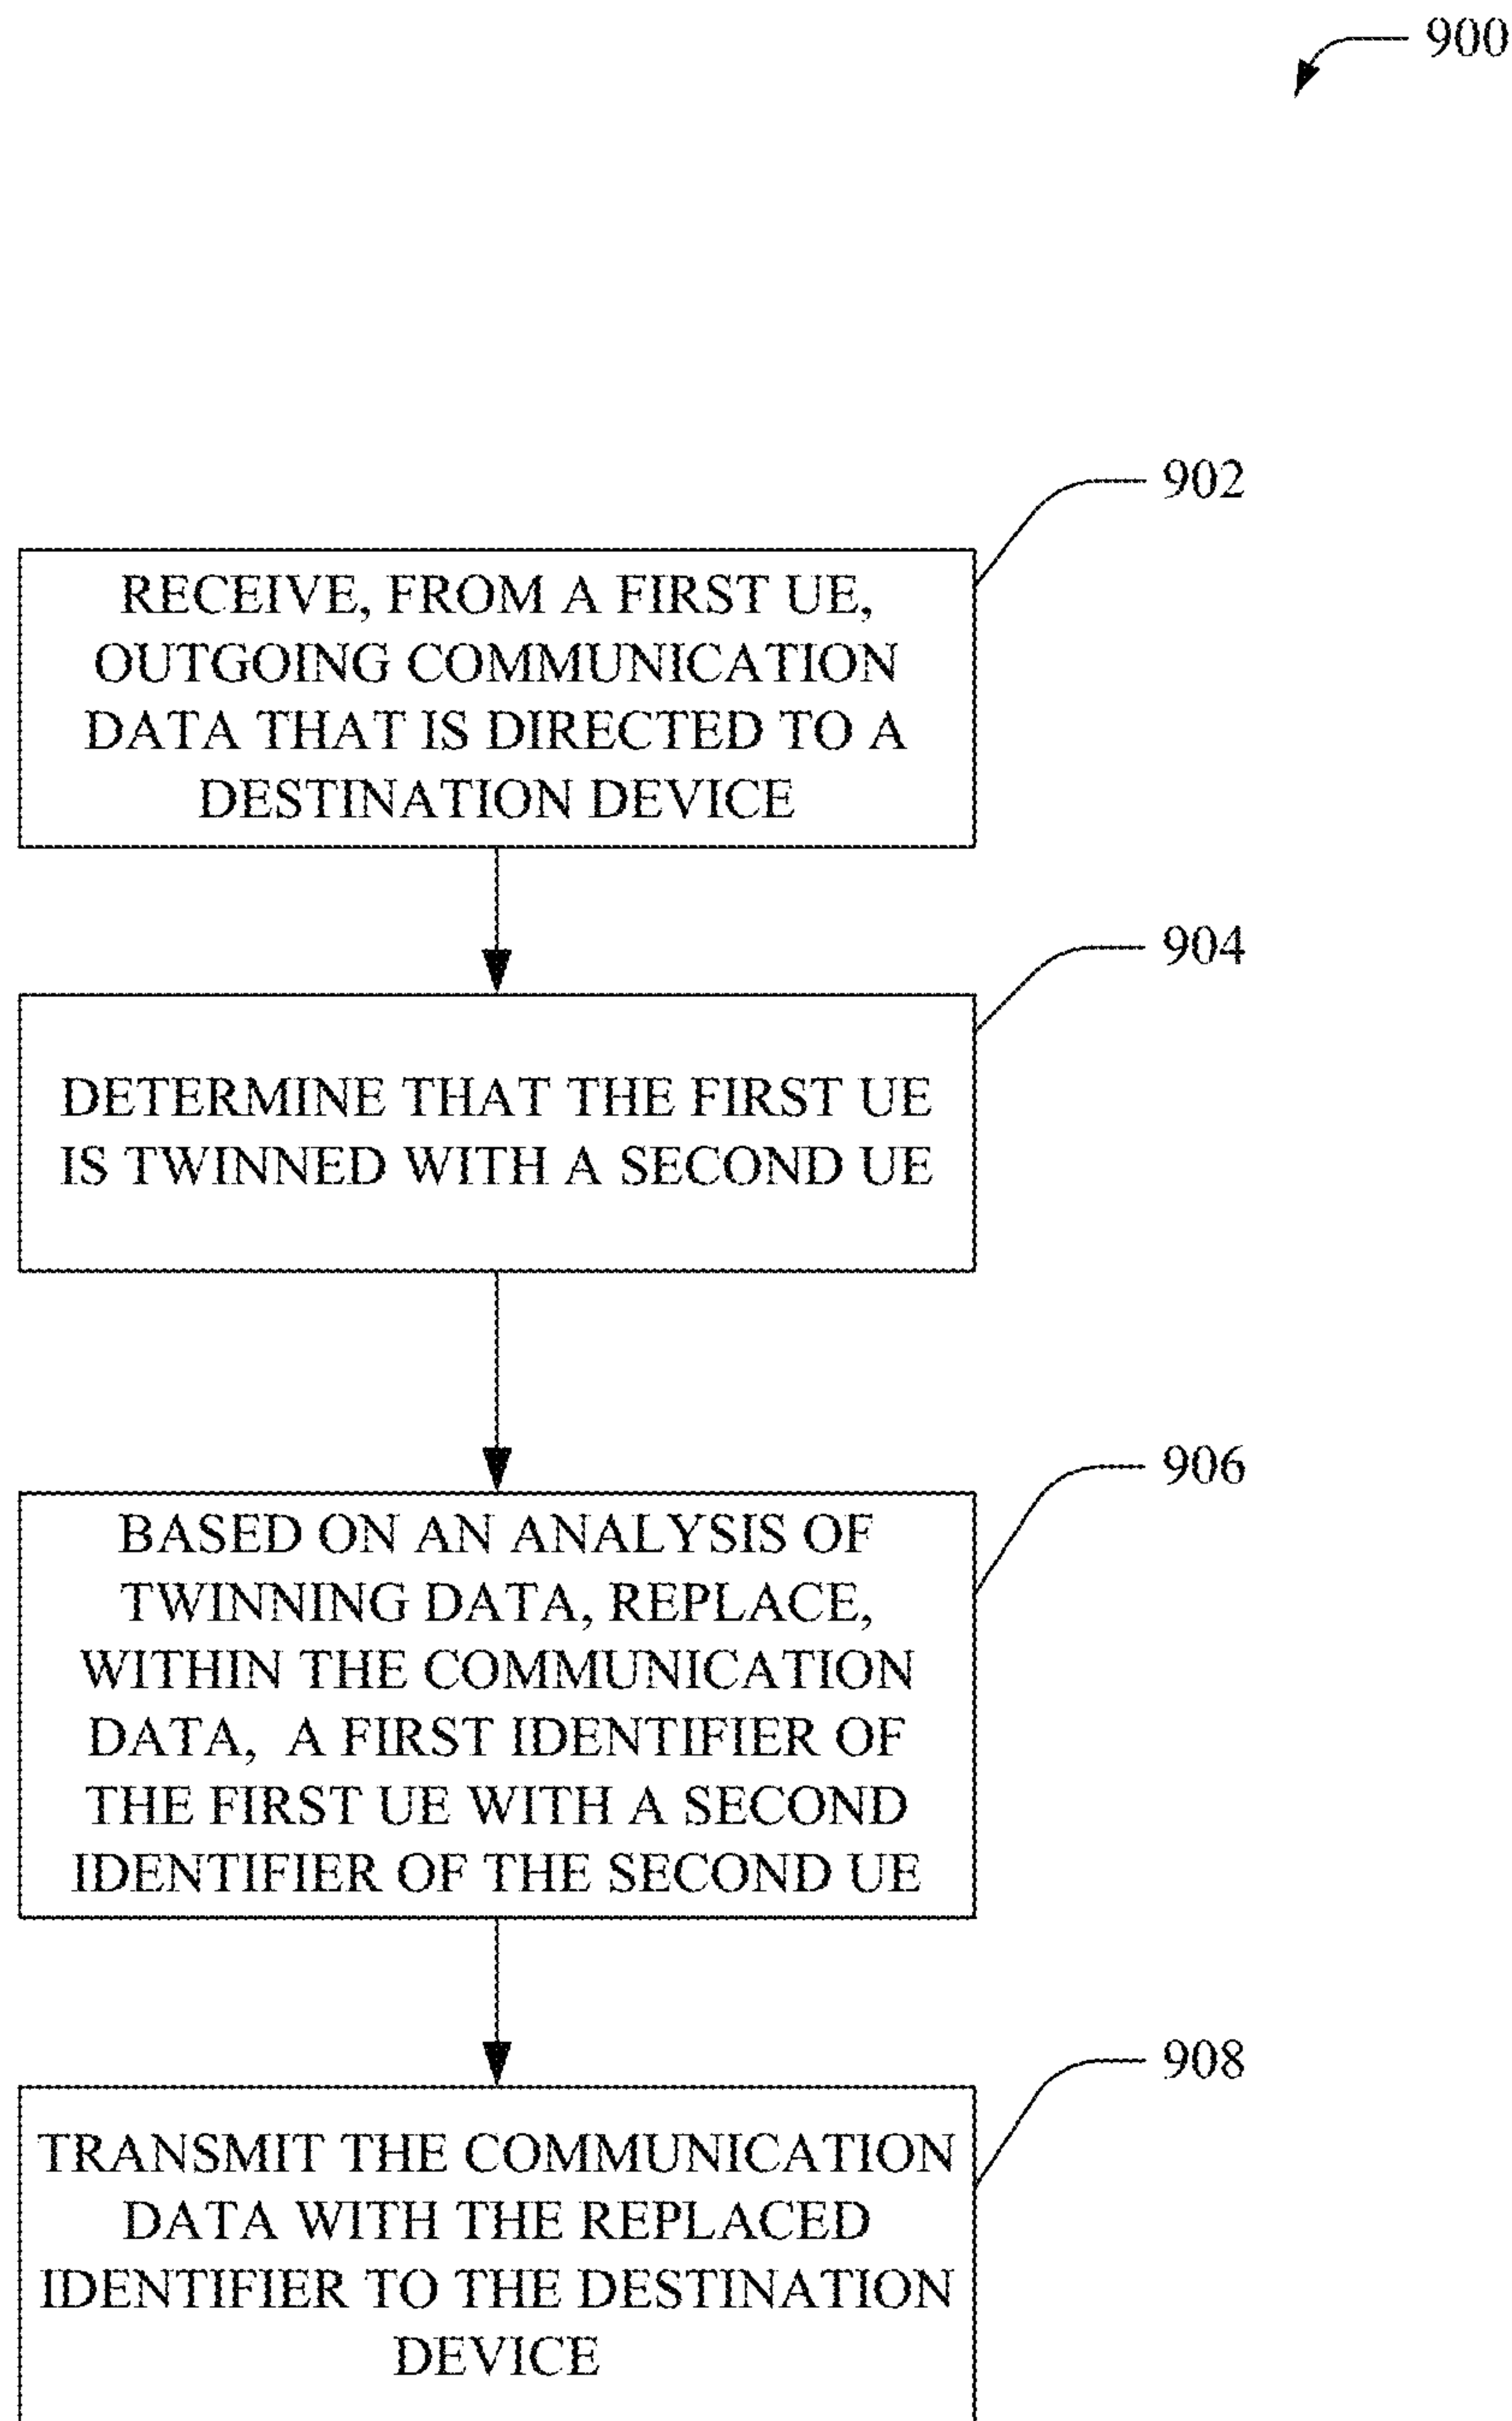 900
902
RECEIVE, FROM A FIRST UE,
OUTGOING COMMUNICATION
DATA THAT IS DIRECTED TO A
DESTINATION DEVICE
904
DETERMINE THAT THE FIRST UE
IS TWINNED WITH A SECOND UE
906
BASED ON AN ANALYSIS OF
TWINNING DATA, REPLACE,
WITHIN THE COMMUNICATION
DATA, A FIRST IDENTIFIER OF
THE FIRST UE WITH A SECOND
IDENTIFIER OF THE SECOND UE
908
TRANSMIT THE COMMUNICATION
DATA WITH THE REPLACED
IDENTIFIER TO THE DESTINATION
DEVICE